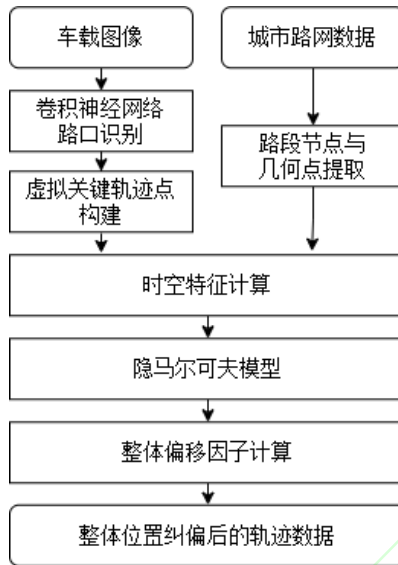 车载图像
城市路网数据
卷积神经网络
路口识别
路段节点与
几何点提取
虚拟关键轨迹点
构建
时空特征计算
隐马尔可夫模型
整体偏移因子计算
整体位置纠偏后的轨迹数据